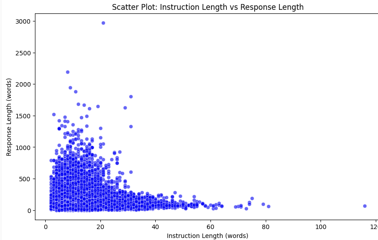 Scatter Plot: Instruction Length vs Response Length
3000
2500
2000
1500
1000
500
0
Response Length (words)
0 20 40 60 80 100 120
Instruction Length (words)